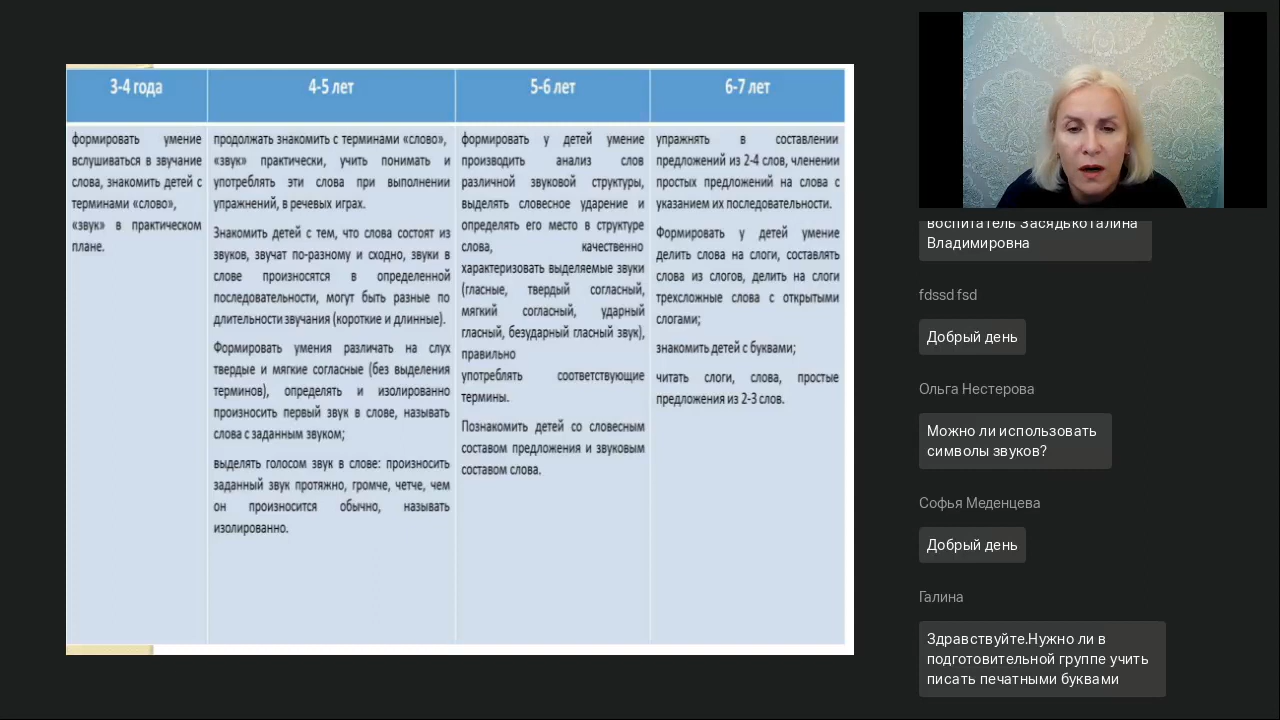 3-4 года
формировать умение
вслушиваться в звучание
слова, знакомить детей с
терминами «слово»,
«звук» в практическом
плане.
4-5 лет
продолжать знакомить с терминами «слово»,
«звук» практически, учить понимать и
употреблять эти слова при выполнении
упражнений, в речевых играх.
Знакомить детей с тем, что слова состоят из
звуков, звучат по-разному и сходно, звуки в
слове произносятся в определенной
последовательности, могут быть разные по
длительности звучания (короткие и длинные).
Формировать умения различать на слух
твердые и мягкие согласные (без выделения
терминов), определять и изолированно
произносить первый звук в слове, называть
слова с заданным звуком;
выделять голосом звук в слове: произносить
заданный звук протяжно, громче, четче, чем
он произносится обычно, называть
изолированно.
5-6 лет
формировать у детей умение
производить анализ слов
различной звуковой структуры,
выделять словесное ударение и
определять его место в структуре
слова, качественно
характеризовать выделяемые звуки
(гласные, твердый согласный,
мягкий согласный, ударный
гласный, безударный гласный звук),
правильно
употреблять соответствующие
термины.
Познакомить детей со словесным
составом предложения и звуковым
составом слова.
6-7 лет
упражнять в составлении
предложений из 2-4 слов, членении
простых предложений на слова с
указанием их последовательности.
Формировать у детей умение
делить слова на слоги, составлять
слова из слогов, делить на слоги
трехсложные слова с открытыми
слогами;
знакомить детей с буквами;
читать слоги, слова, простые
предложения из 2-3 слов.
воспитатель ЗасядькоГалина
Владимировна
fdssd fsd
Добрый день
Ольга Нестерова
Можно ли использовать
символы звуков?
Софья Меденцева
Добрый день
Галина
Здравствуйте.Нужно ли в
подготовительной группе учить
писать печатными буквами